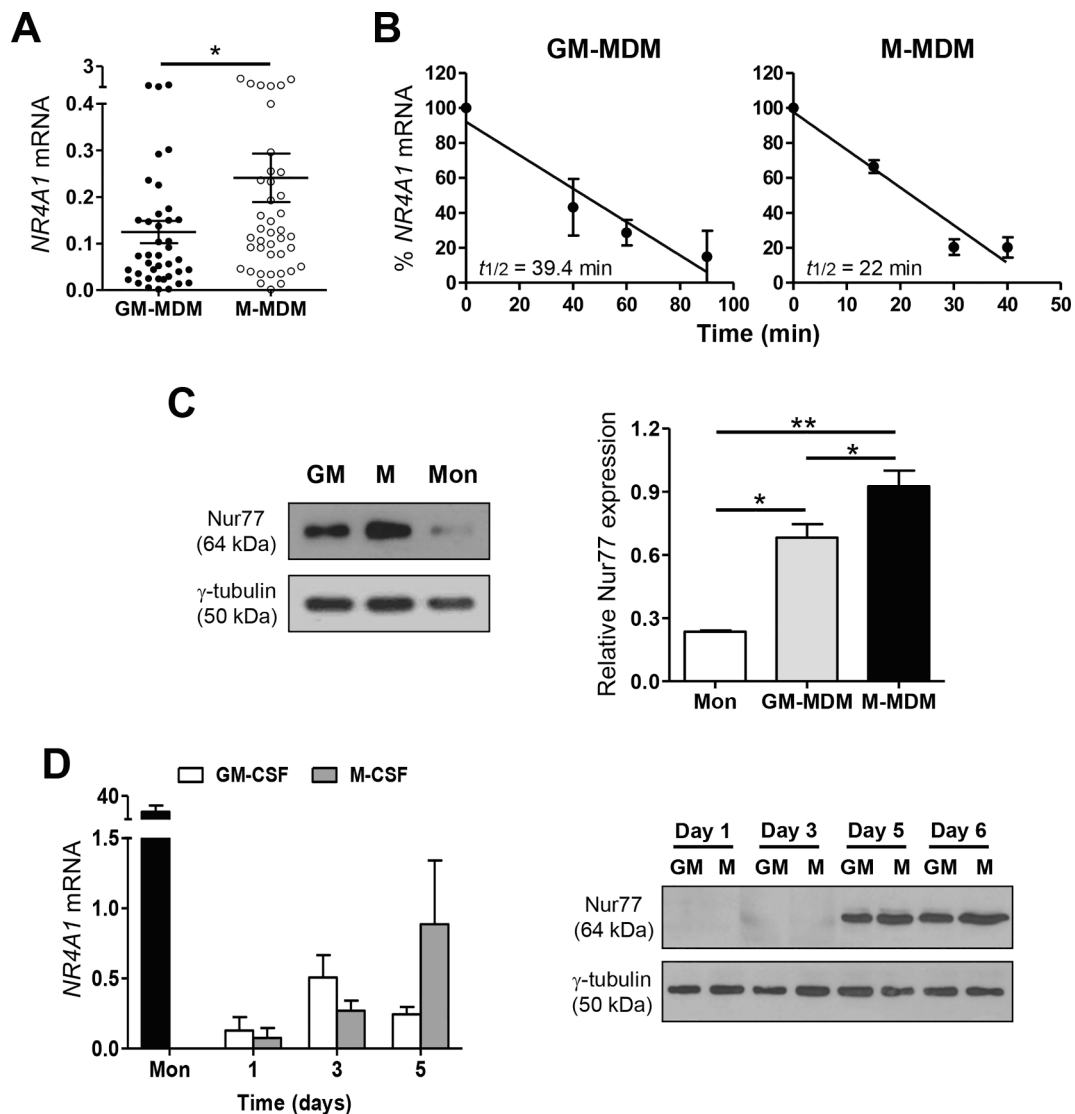 A
*
3
0.4
0.3
0.2
0.1
0.0
NR4A1 mRNA
GM-MDM
M-MDM
B
GM-MDM
M-MDM
% NR4A1 mRNA
120
100
80
60
40
20
0
t1/2 = 39.4 min
0 20 40 60 80 100
120
100
80
60
40
20
0
t1/2 = 22 min
0 10 20 30 40 50
Time (min)
C
GM M Mon
Nur77
(64 kDa)
γ-tubulin
(50 kDa)
Relative Nur77 expression
1.2
0.9
0.6
0.3
0.0
**
*
*
Mon GM-MDM M-MDM
D
GM-CSF M-CSF
NR4A1 mRNA
40
1.5
1.0
0.5
0.0
Mon 1 3 5
Time (days)
Day 1 Day 3 Day 5 Day 6
GM M GM M GM M GM M
Nur77
(64 kDa)
γ-tubulin
(50 kDa)